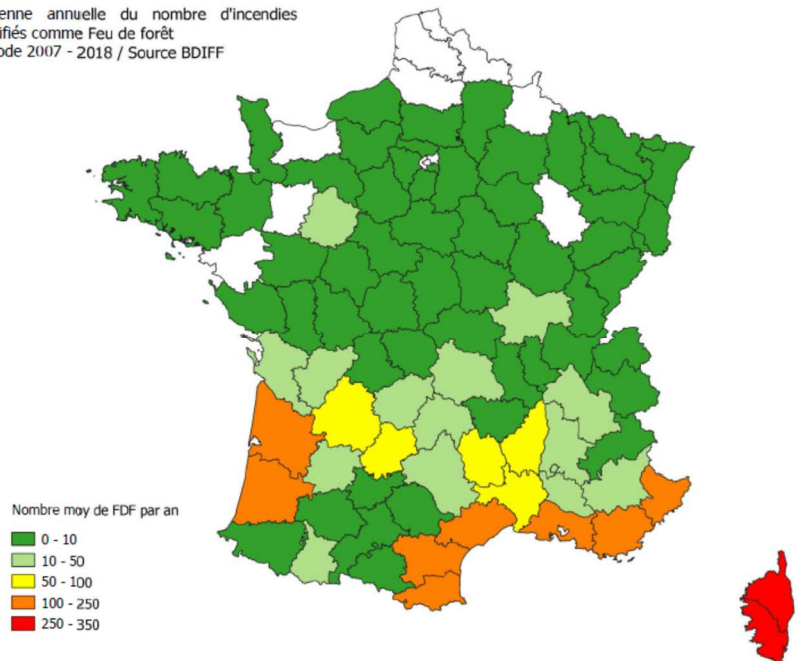 enne annuelle du nombre d'incendies
ifiés comme Feu de forêt
ode 2007 - 2018 / Source BDIFF
Nombre moy de FDF par an
0 - 10
10 - 50
50 - 100
100 - 250
250 - 350